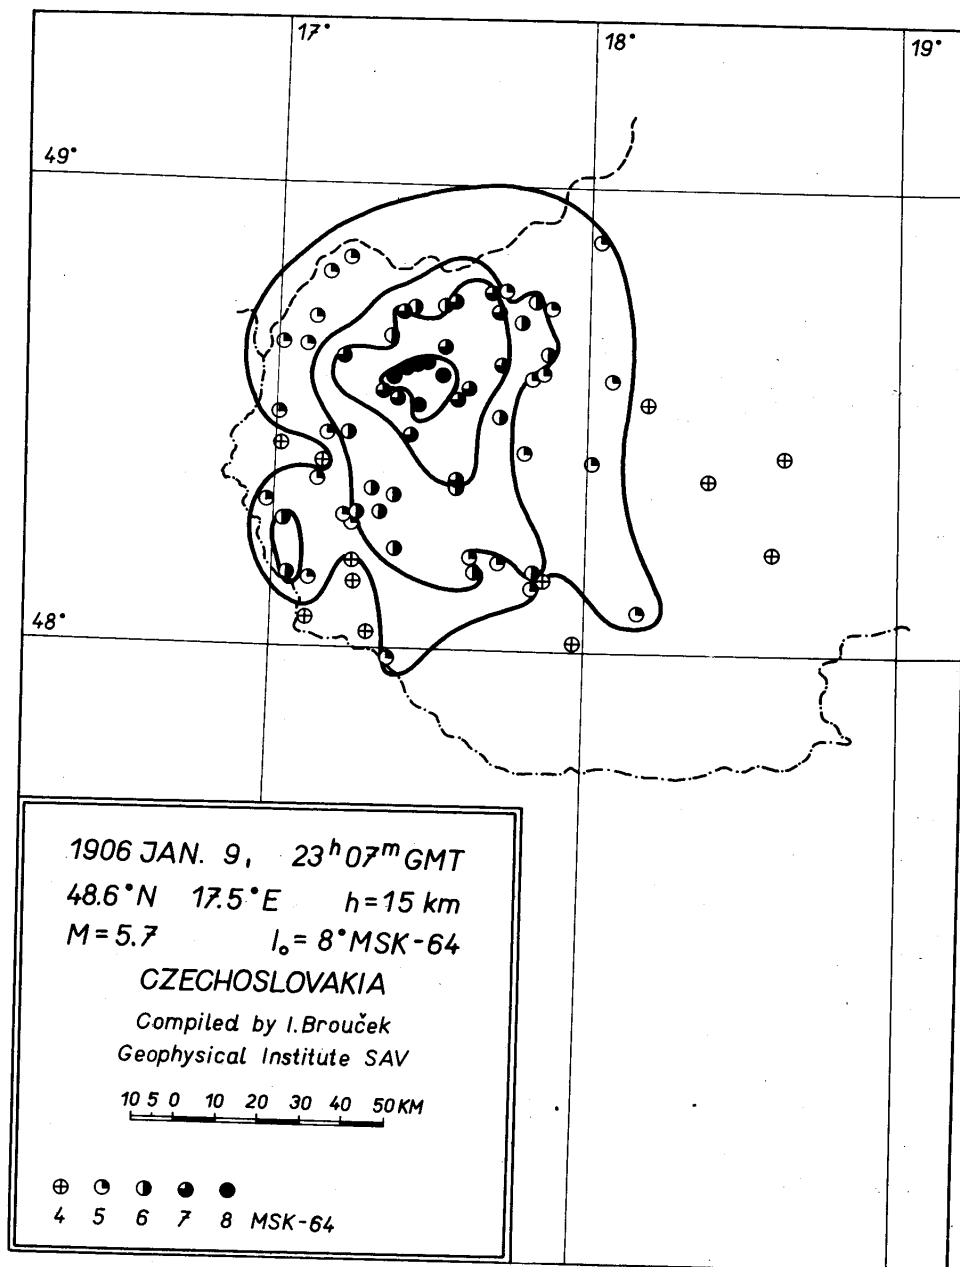 17° 18° 19°
49°
48°
1906 JAN. 9, 23ʰ07ᵐ GMT
48.6°N 17.5°E h=15 km
M=5.7 I₀=8°MSK-64
CZECHOSLOVAKIA
Compiled by I.Brouček
Geophysical Institute SAV
10 5 0 10 20 30 40 50 KM
4 5 6 7 8 MSK-64